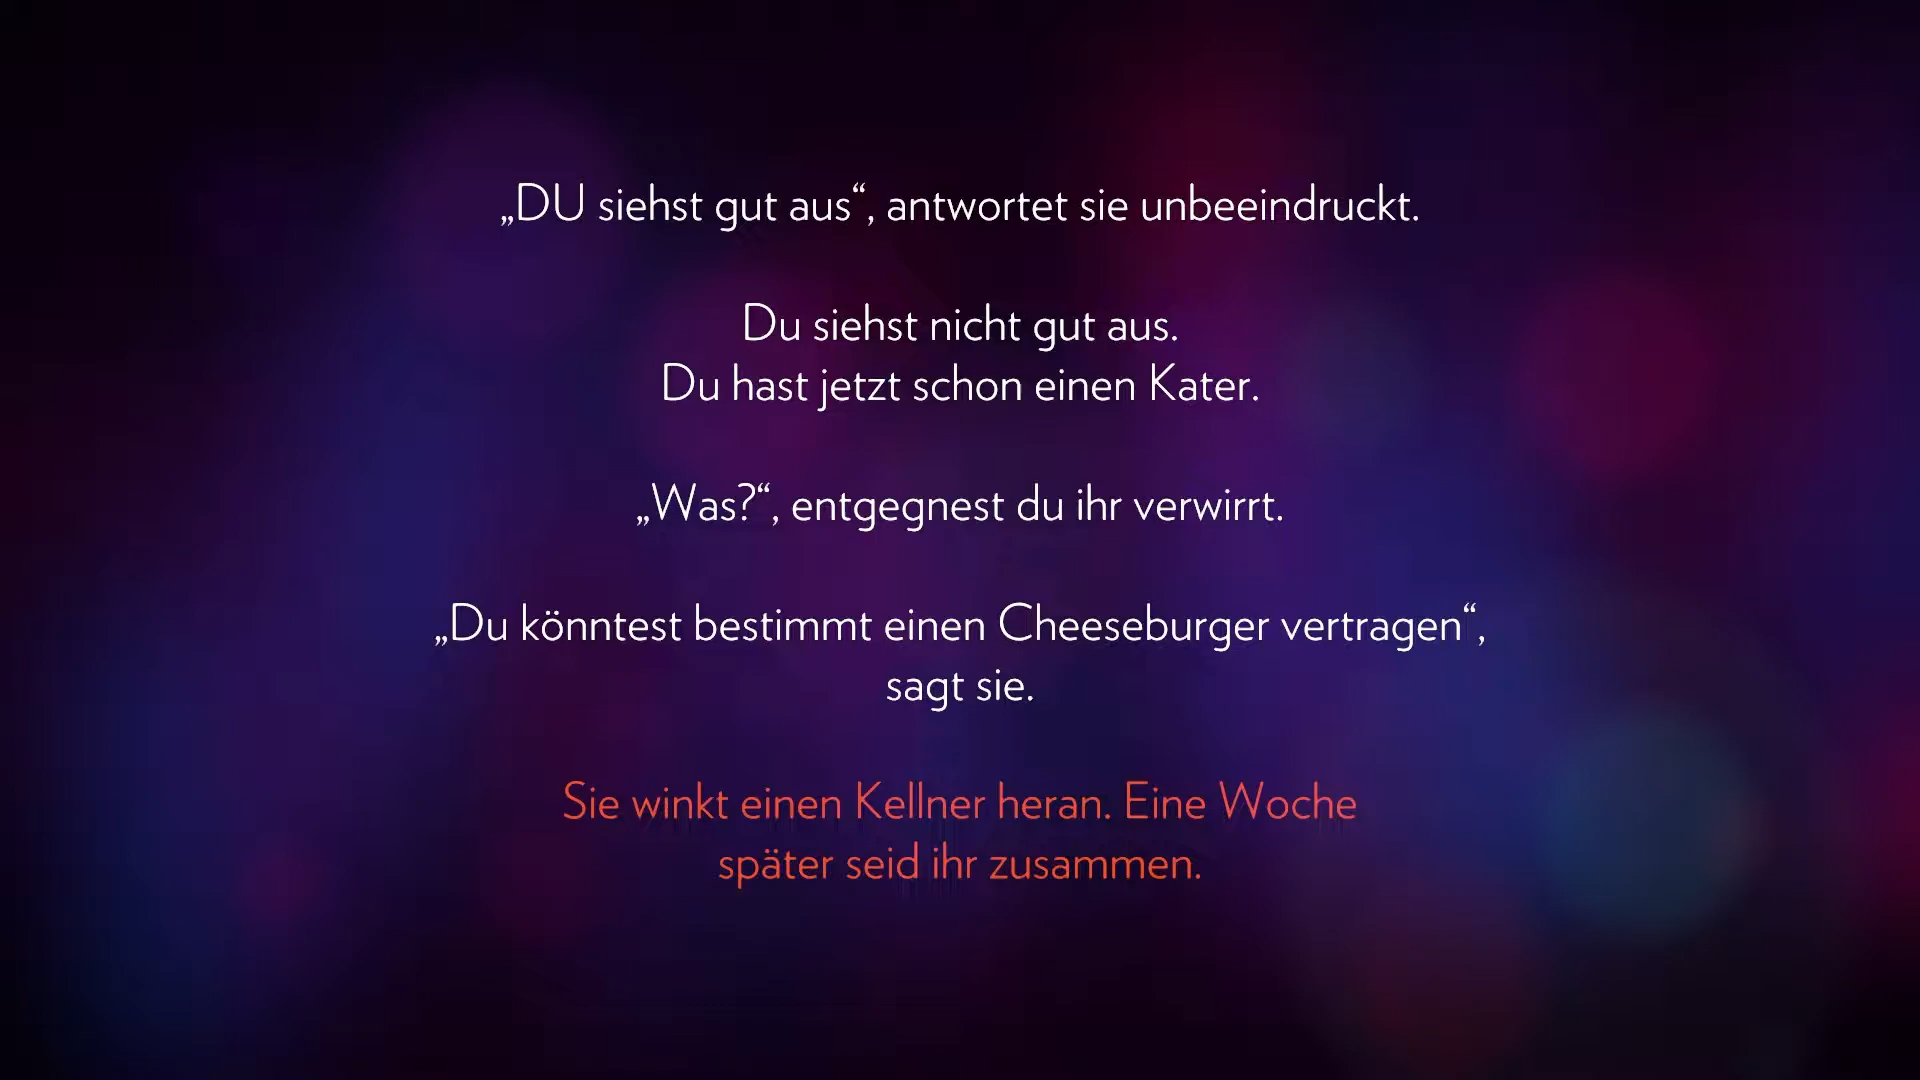 „DU siehst gut aus“, antwortet sie unbeeindruckt.
Du siehst nicht gut aus.
Du hast jetzt schon einen Kater.
„Was?“, entgegnest du ihr verwirrt.
„Du könntest bestimmt einen Cheeseburger vertragen“,
sagt sie.
Sie winkt einen Kellner heran. Eine Woche
später seid ihr zusammen.